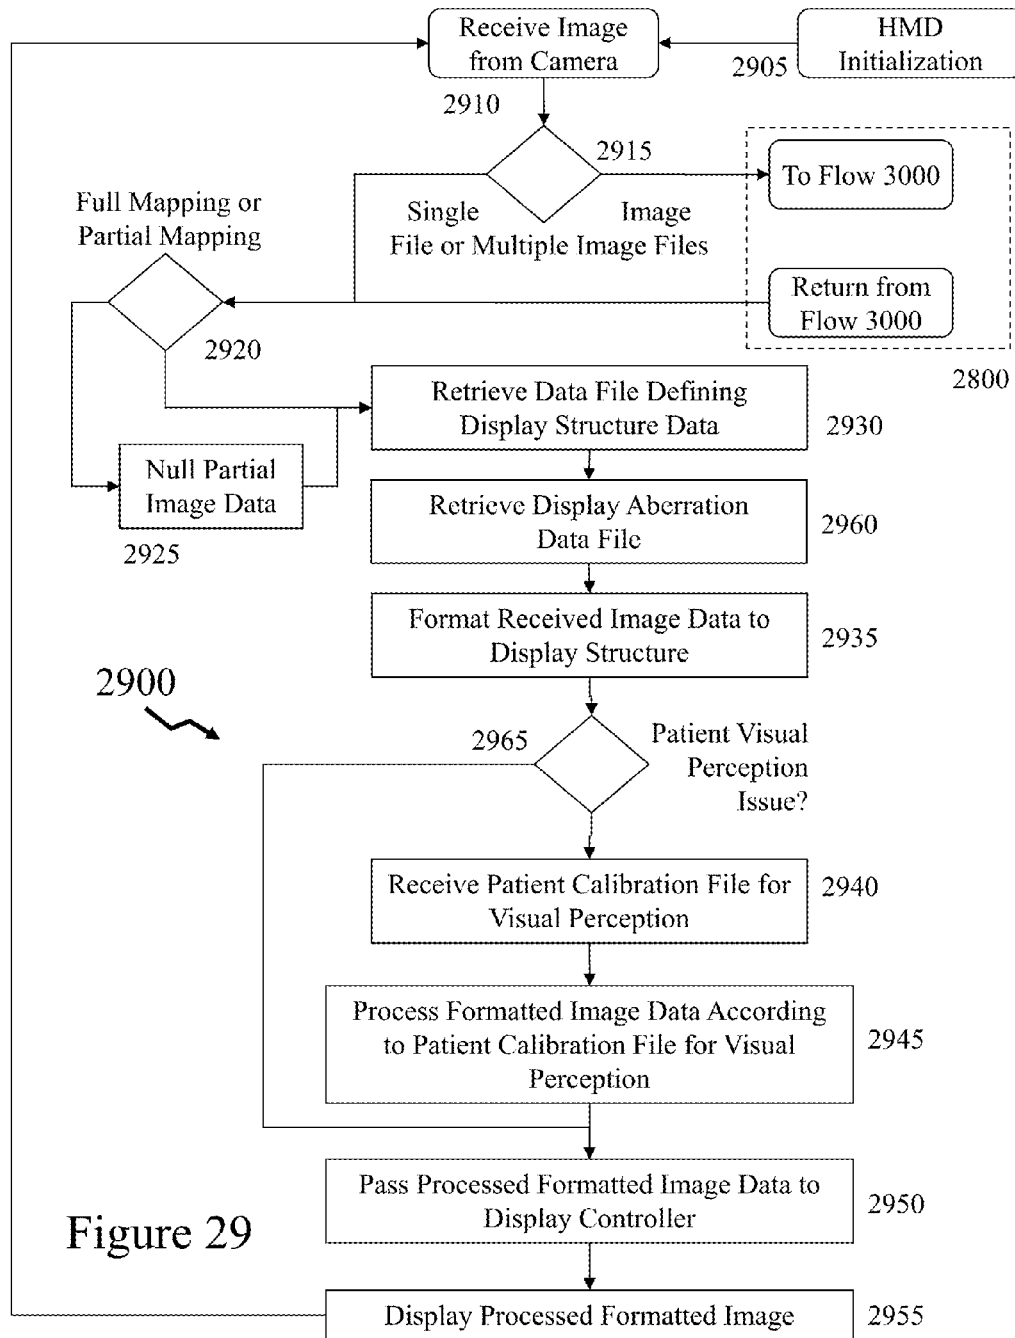 Receive Image
from Camera
HMD
Initialization
2905
2910
2915
To Flow 3000
Full Mapping or
Partial Mapping
Single Image
File or Multiple Image Files
Return from
Flow 3000
2920
2800
Retrieve Data File Defining
Display Structure Data
2930
Null Partial
Image Data
2925
Retrieve Display Aberration
Data File
2960
Format Received Image Data to
Display Structure
2935
2900
2965
Patient Visual
Perception
Issue?
Receive Patient Calibration File for
Visual Perception
2940
Process Formatted Image Data According
to Patient Calibration File for Visual
Perception
2945
Pass Processed Formatted Image Data to
Display Controller
2950
Figure 29
Display Processed Formatted Image
2955